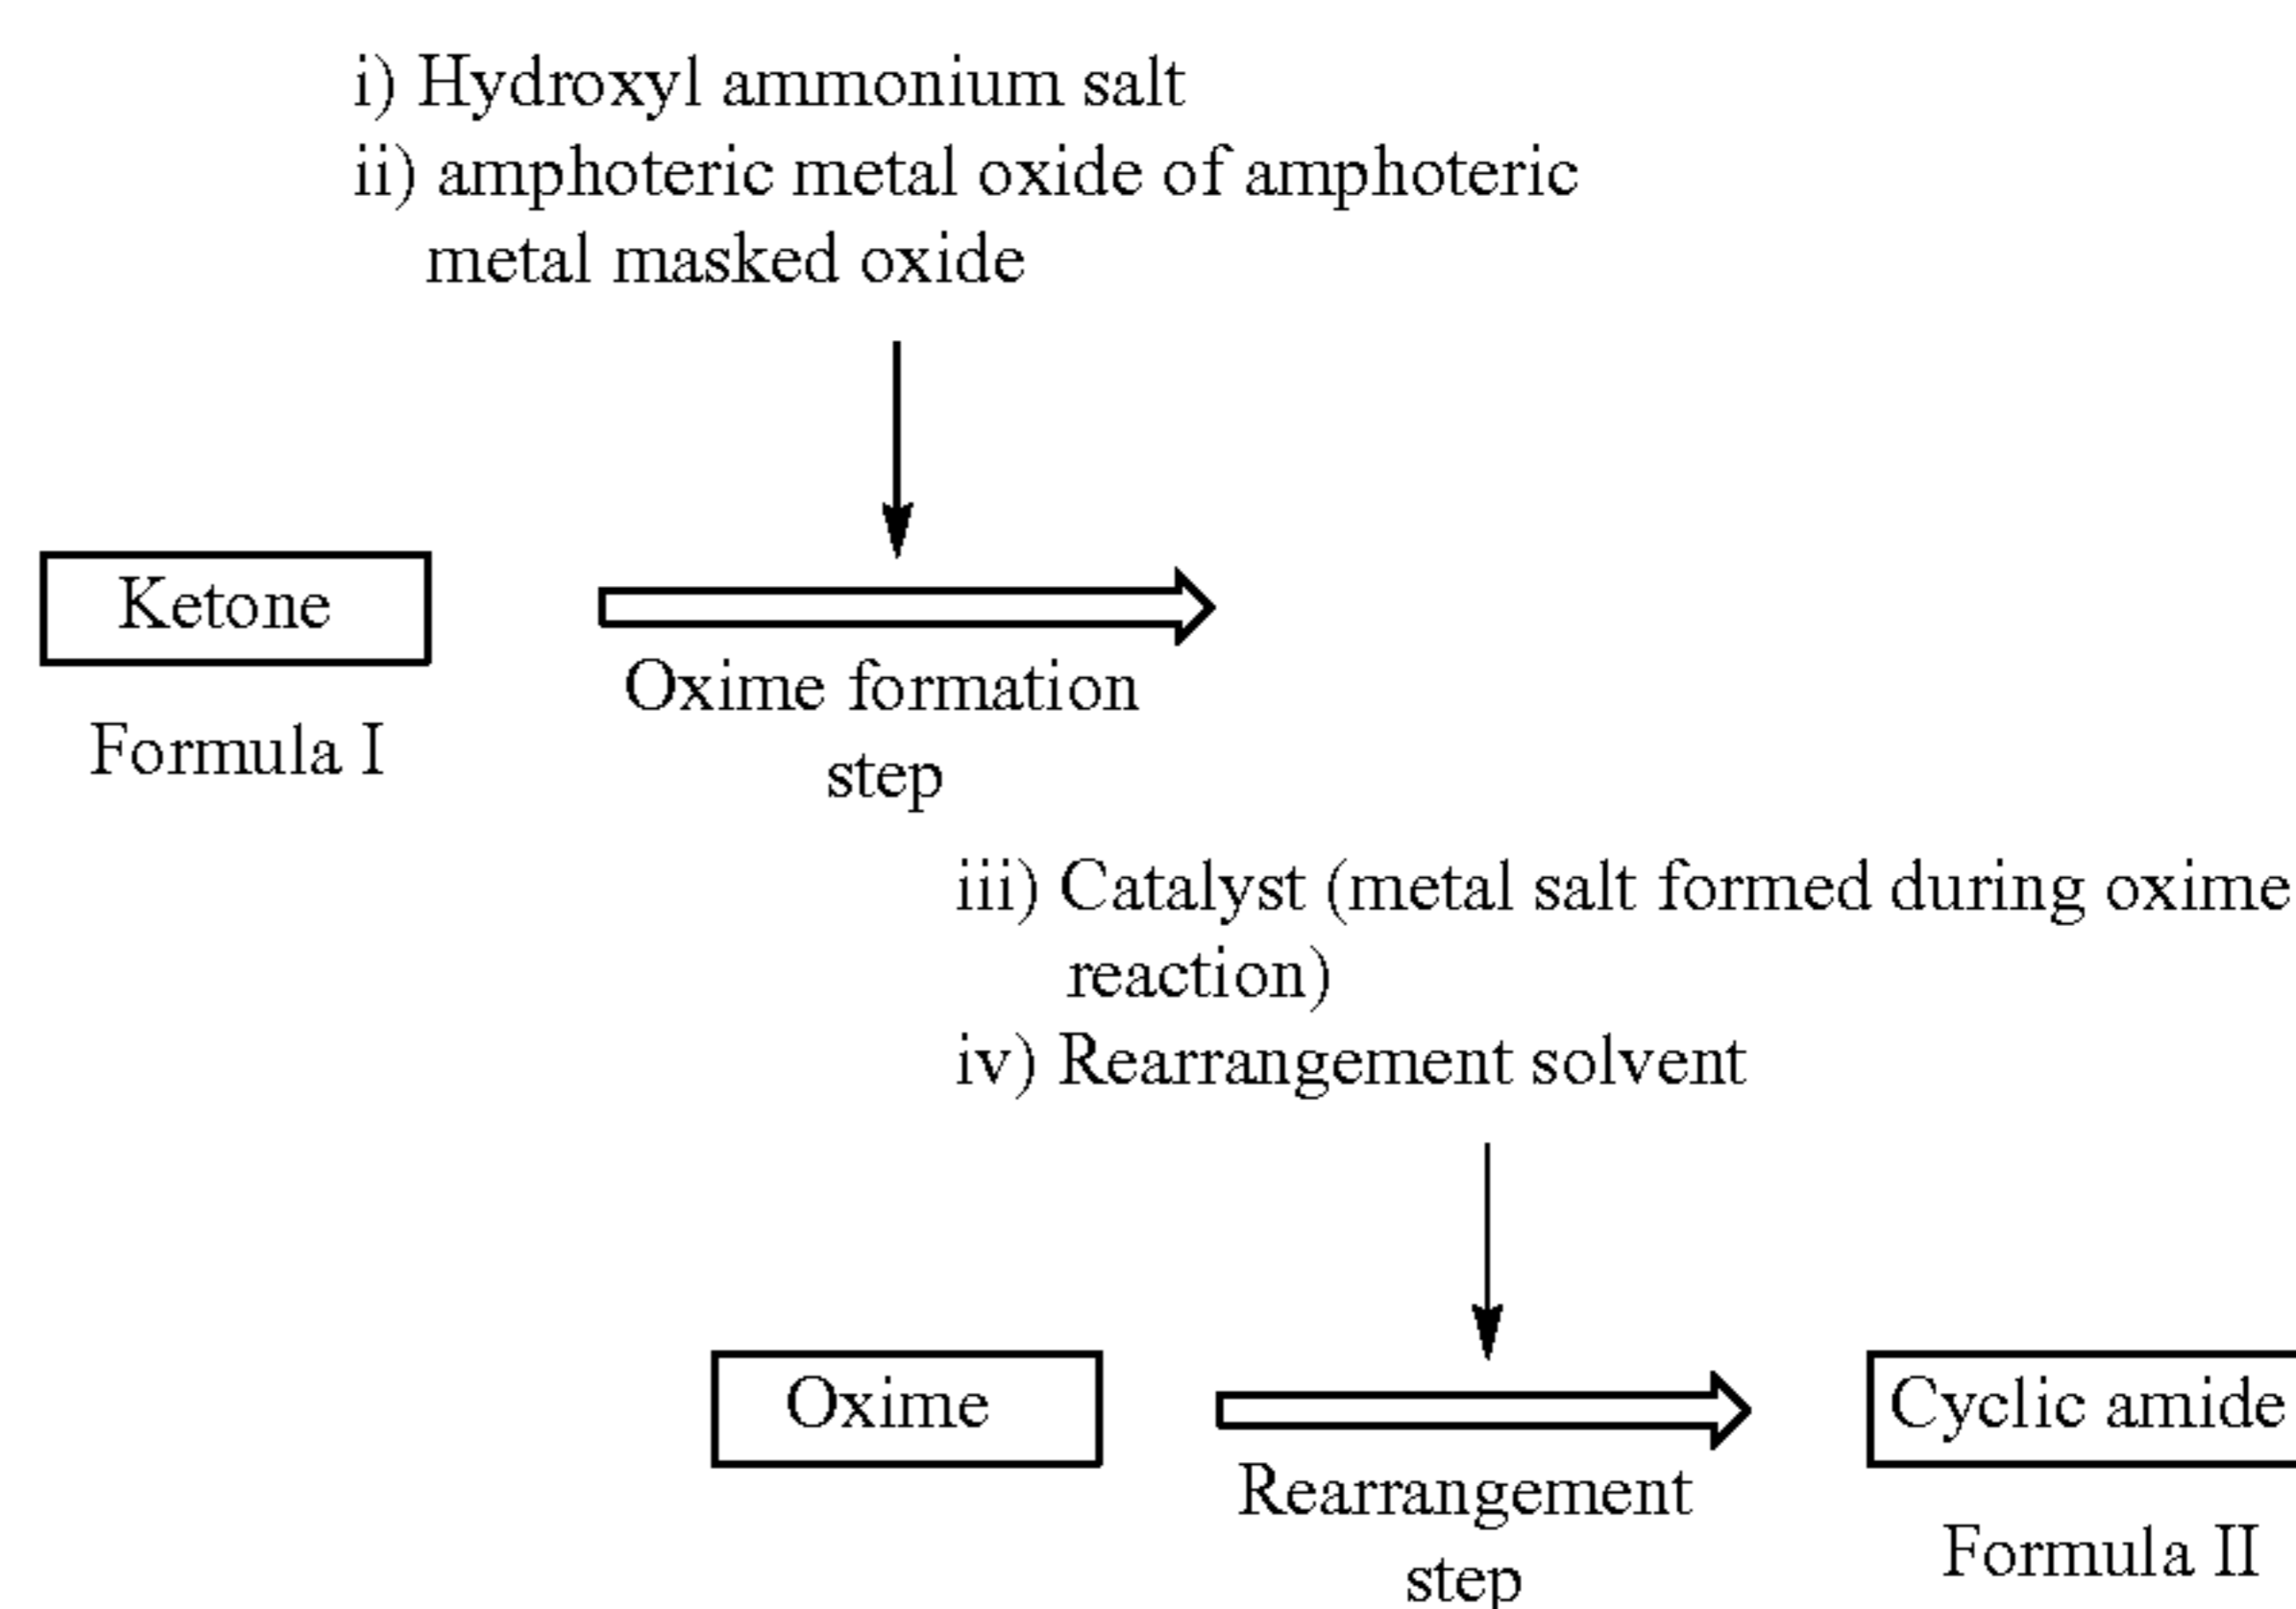 i) Hydroxyl ammonium salt
ii) amphoteric metal oxide of amphoteric
metal masked oxide
Ketone
Oxime formation
step
Formula I
iii) Catalyst (metal salt formed during oxime
reaction)
iv) Rearrangement solvent
Oxime
Cyclic amide
Rearrangement
step
Formula II